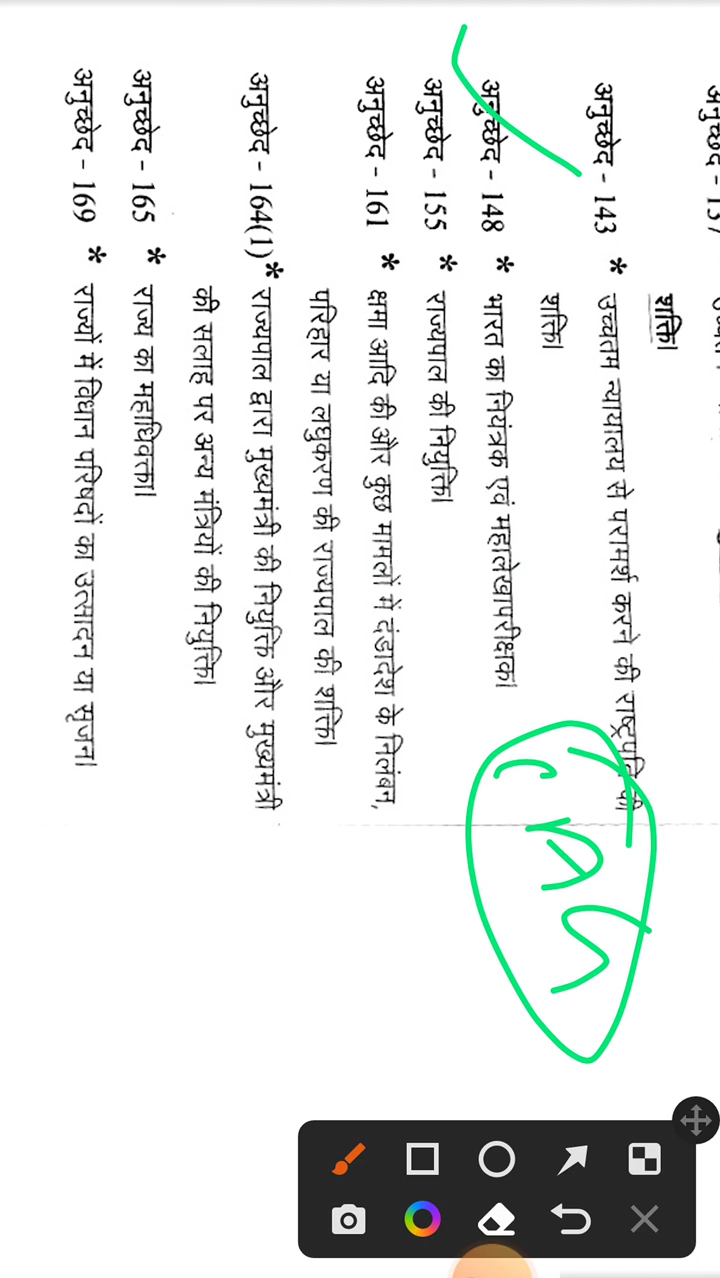 शक्ति।
अनुच्छेद - 143 * उच्चतम न्यायालय से परामर्श करने की राष्ट्रपति की
शक्ति।
अनुच्छेद - 148 * भारत का नियंत्रक एवं महालेखापरीक्षक।
अनुच्छेद - 155 * राज्यपाल की नियुक्ति।
अनुच्छेद - 161 * क्षमा आदि की और कुछ मामलों में दंडादेश के निलंबन,
परिहार या लघुकरण की राज्यपाल की शक्ति।
अनुच्छेद - 164(1) * राज्यपाल द्वारा मुख्यमंत्री की नियुक्ति और मुख्यमंत्री
की सलाह पर अन्य मंत्रियों की नियुक्ति।
अनुच्छेद - 165 * राज्य का महाधिवक्ता।
अनुच्छेद - 169 * राज्यों में विधान परिषदों का उत्सादन या सृजन।